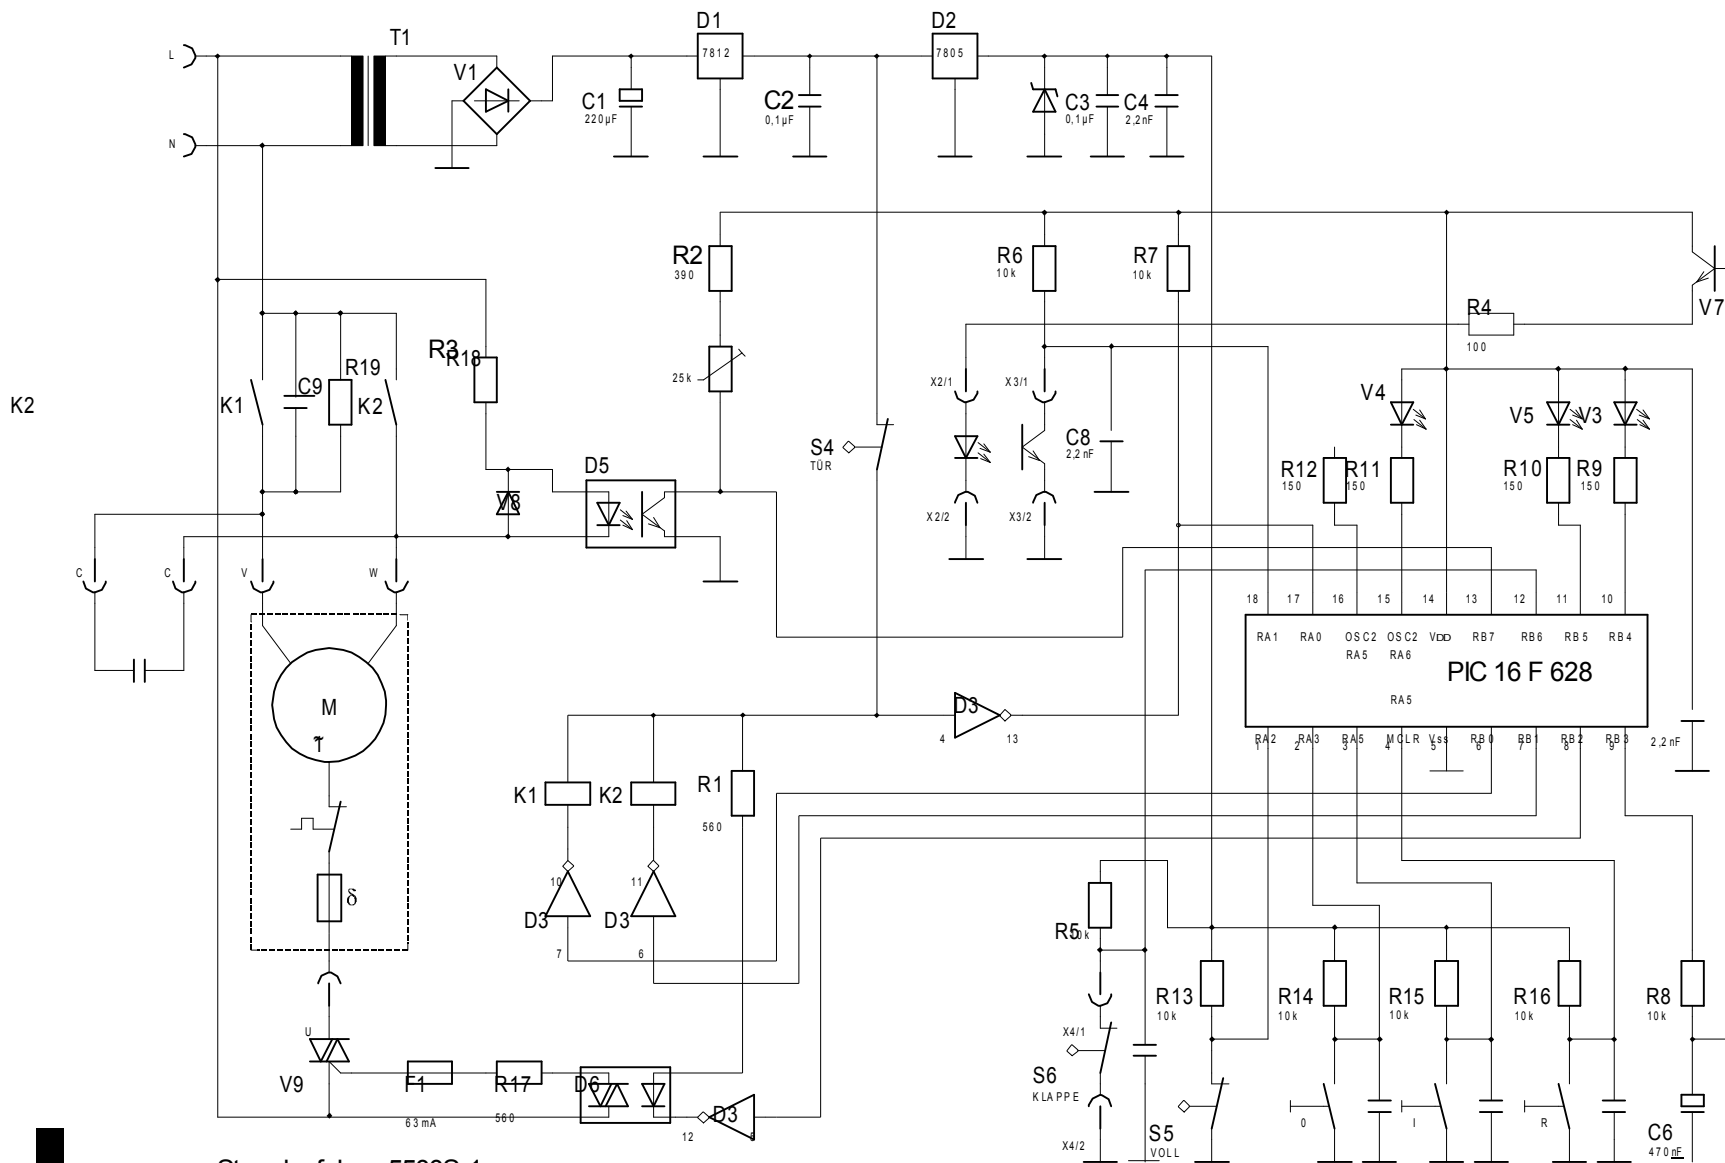 D1
D2
T1
L
7812
7805
V1
C1
220µF
C2
0,1µF
C3
0,1µF
C4
2,2nF
N
R2
390
R6
10k
R7
10k
R4
100
V7
R3
R18
25k
K2
K1
C9
R19
K2
X2/1
X3/1
V4
V5
V3
S4
TÜR
C8
2,2nF
D5
V8
R12
150
R11
150
R10
150
R9
150
X2/2
X3/2
C
C
V
W
18 17 16 15 14 13 12 11 10
RA1 RA0 OSC2 OSC2 VDD RB7 RB6 RB5 RB4
RA5 RA6
PIC 16 F 628
RA5
RA2 RA3 RA5 MCLR Vss RB0 RB1 RB2 RB3
1 2 3 4 5 6 7 8 9
2,2nF
M
D3
4
13
K1
K2
R1
560
δ
10
11
D3
D3
7
6
R5
R13
10k
R14
10k
R15
10k
R16
10k
R8
10k
X4/1
U
V9
F1
63mA
R17
560
D6
D3
12
S6
KLAPPE
X4/2
S5
VOLL
0
I
R
C6
470nF